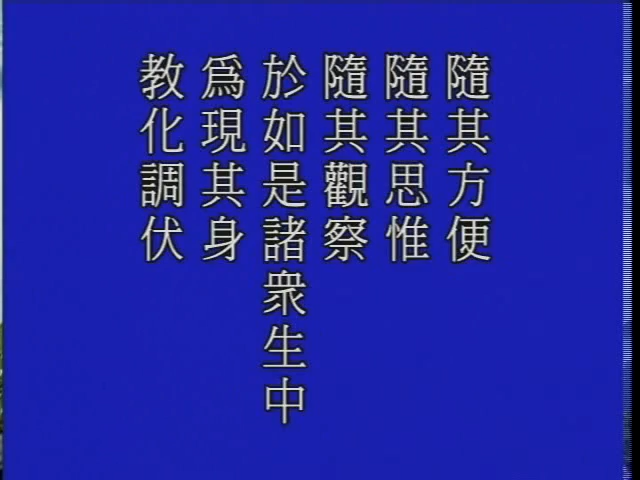 隨其方便
隨其思惟
隨其觀察
於如是諸衆生中
爲現其身
教化調伏